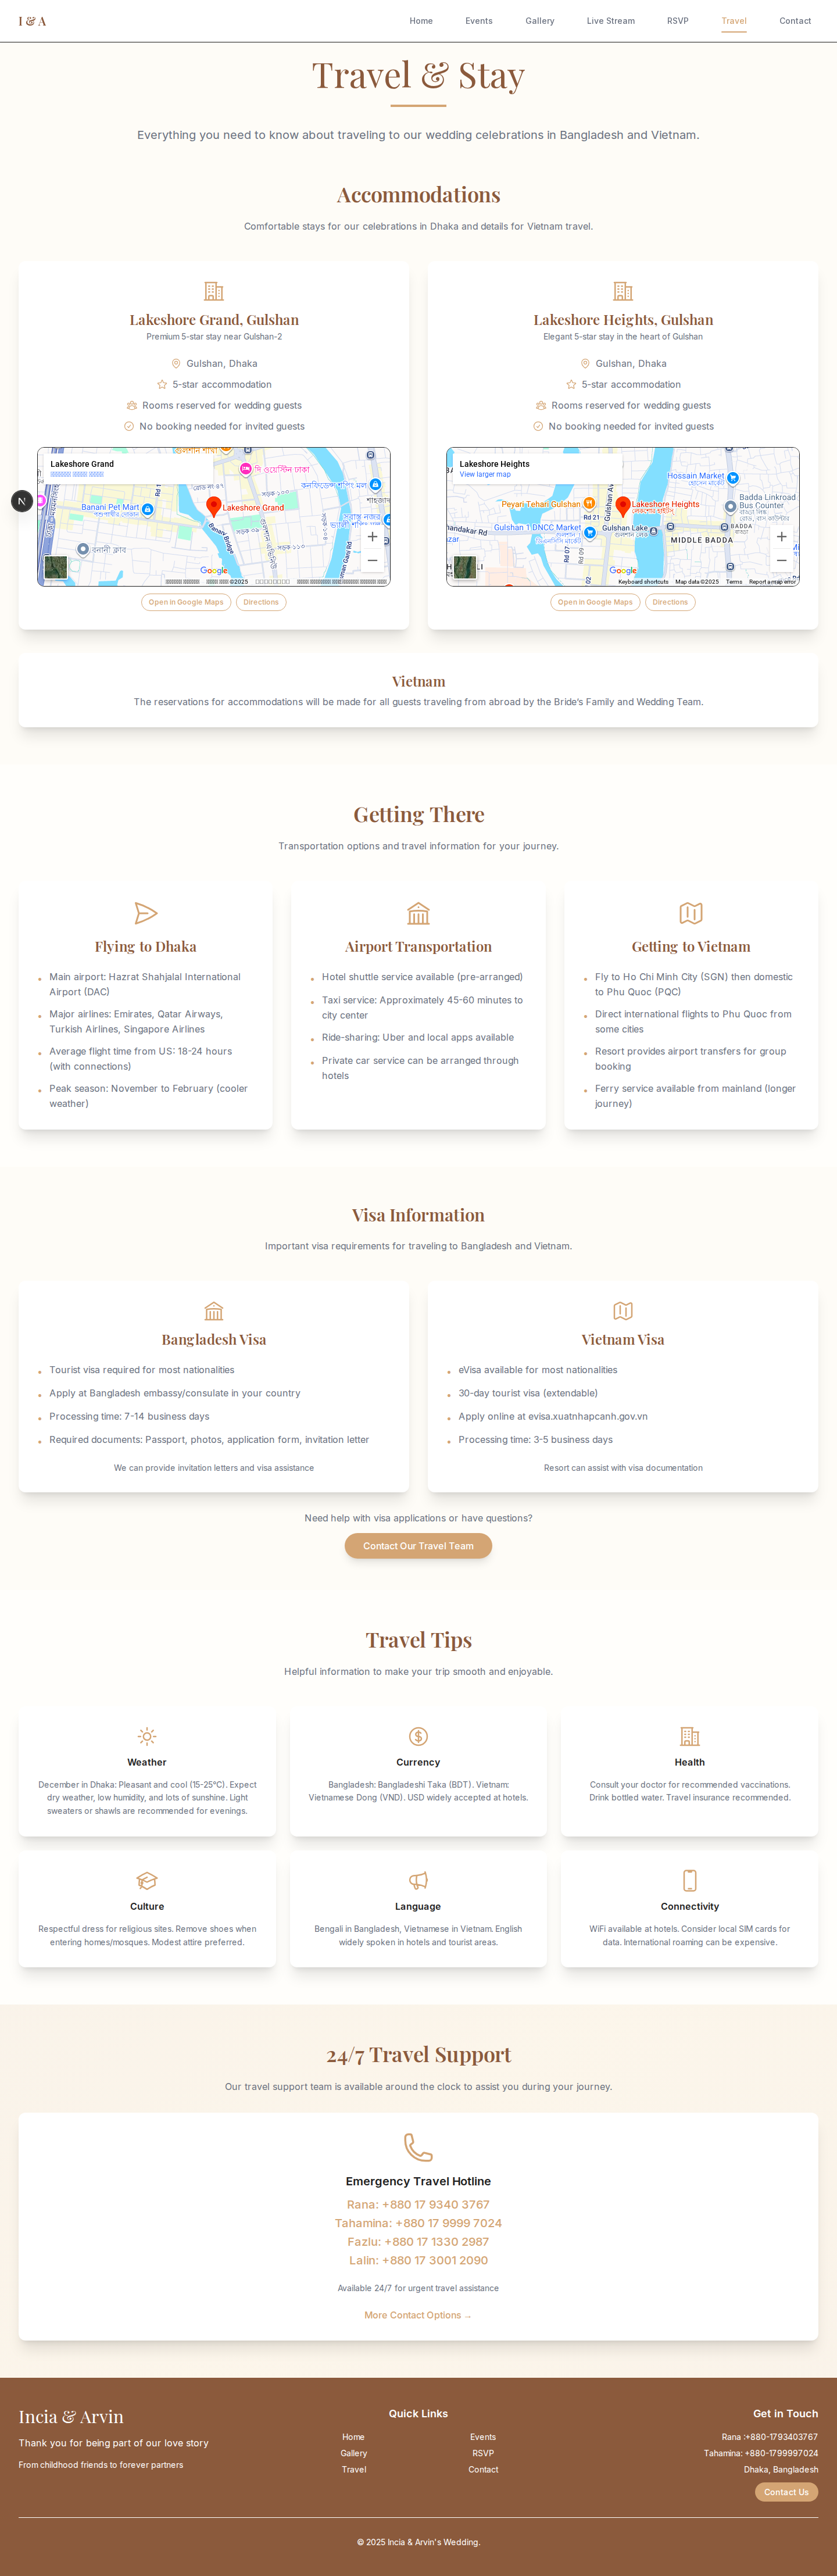 I & A
Home Events Gallery Live Stream RSVP Travel Contact
Travel & Stay
Everything you need to know about traveling to our wedding celebrations in Bangladesh and Vietnam.
Accommodations
Comfortable stays for our celebrations in Dhaka and details for Vietnam travel.
Lakeshore Grand, Gulshan
Premium 5-star stay near Gulshan-2
Gulshan, Dhaka
5-star accommodation
Rooms reserved for wedding guests
No booking needed for invited guests
Lakeshore Grand
Banani Pet Mart
Lakeshore Grand
Banani Bridge
Google
©2025
Open in Google Maps Directions
Lakeshore Heights, Gulshan
Elegant 5-star stay in the heart of Gulshan
Gulshan, Dhaka
5-star accommodation
Rooms reserved for wedding guests
No booking needed for invited guests
Lakeshore Heights
View larger map
Hossain Market
Peyari Tehari Gulshan
Lakeshore Heights
Badda Linkroad
Bus Counter
Rd 21
Gulshan 1 DNCC Market
Gulshan Lake
MIDDLE BADDA
Google
Keyboard shortcuts Map data ©2025 Terms Report a map error
Open in Google Maps Directions
Vietnam
The reservations for accommodations will be made for all guests traveling from abroad by the Bride's Family and Wedding Team.
Getting There
Transportation options and travel information for your journey.
Flying to Dhaka
Main airport: Hazrat Shahjalal International
Airport (DAC)
Major airlines: Emirates, Qatar Airways,
Turkish Airlines, Singapore Airlines
Average flight time from US: 18-24 hours
(with connections)
Peak season: November to February (cooler
weather)
Airport Transportation
Hotel shuttle service available (pre-arranged)
Taxi service: Approximately 45-60 minutes to
city center
Ride-sharing: Uber and local apps available
Private car service can be arranged through
hotels
Getting to Vietnam
Fly to Ho Chi Minh City (SGN) then domestic
to Phu Quoc (PQC)
Direct international flights to Phu Quoc from
some cities
Resort provides airport transfers for group
booking
Ferry service available from mainland (longer
journey)
Visa Information
Important visa requirements for traveling to Bangladesh and Vietnam.
Bangladesh Visa
Tourist visa required for most nationalities
Apply at Bangladesh embassy/consulate in your country
Processing time: 7-14 business days
Required documents: Passport, photos, application form, invitation letter
We can provide invitation letters and visa assistance
Vietnam Visa
eVisa available for most nationalities
30-day tourist visa (extendable)
Apply online at evisa.xuatnhapcanh.gov.vn
Processing time: 3-5 business days
Resort can assist with visa documentation
Need help with visa applications or have questions?
Contact Our Travel Team
Travel Tips
Helpful information to make your trip smooth and enjoyable.
Weather
December in Dhaka: Pleasant and cool (15-25°C). Expect
dry weather, low humidity, and lots of sunshine. Light
sweaters or shawls are recommended for evenings.
Currency
Bangladesh: Bangladeshi Taka (BDT). Vietnam:
Vietnamese Dong (VND). USD widely accepted at hotels.
Health
Consult your doctor for recommended vaccinations.
Drink bottled water. Travel insurance recommended.
Culture
Respectful dress for religious sites. Remove shoes when
entering homes/mosques. Modest attire preferred.
Language
Bengali in Bangladesh, Vietnamese in Vietnam. English
widely spoken in hotels and tourist areas.
Connectivity
WiFi available at hotels. Consider local SIM cards for
data. International roaming can be expensive.
24/7 Travel Support
Our travel support team is available around the clock to assist you during your journey.
Emergency Travel Hotline
Rana: +880 17 9340 3767
Tahamina: +880 17 9999 7024
Fazlu: +880 17 1330 2987
Lalin: +880 17 3001 2090
Available 24/7 for urgent travel assistance
More Contact Options →
Incia & Arvin
Thank you for being part of our love story
From childhood friends to forever partners
Quick Links
Home Events
Gallery RSVP
Travel Contact
Get in Touch
Rana :+880-1793403767
Tahamina: +880-1799997024
Dhaka, Bangladesh
Contact Us
© 2025 Incia & Arvin's Wedding.